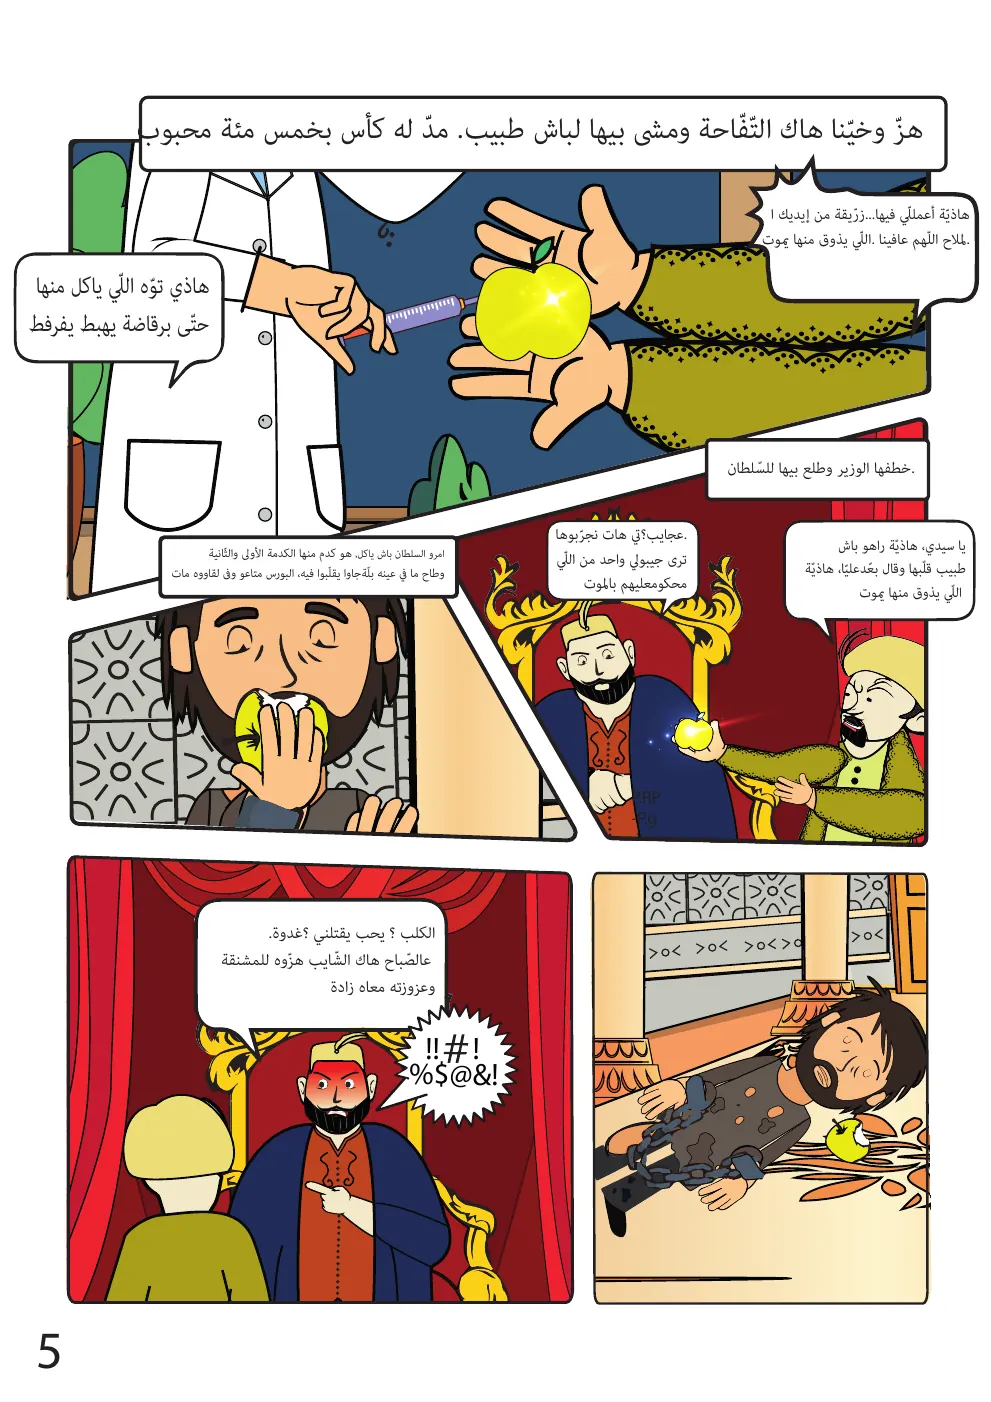 هزّ وخيّنا هاك التّفّاحة ومشى بيها لباش طبيب. مدّ له كأس بخمس مئة محبوب
هاذيّة أعمللّي فيها...زرّيقة من إيديك ا
.لملاح اللّهم عافينا .اللّي يذوق منها يموت
هاذي توّه اللّي ياكل منها
حتّى برقاضة يهبط يفرفط
.خطفها الوزير وطلع بيها للسّلطان
يا سيدي، هاذيّة راهو باش
طبيب قلّبها وقال بعّدعليّا، هاذيّة
اللّي يذوق منها يموت
.عجايب؟تي هات نجرّبوها
ترى جيبولي واحد من اللّي
محكومعليهم بالموت
امرو السلطان باش ياكل. هو كدم منها الكدمة الأولى والثّانية
وطاح ما في عينه بلّةجاوا يقلّبوا فيه، البورس متاعو وفى لقاووه مات
الكلب ؟ يحب يقتلني ؟غدوة.
عالصّباح هاك الشّايب هزّوه للمشنقة
وعزوزته معاه زادة
!!#!
-%$@&!
5